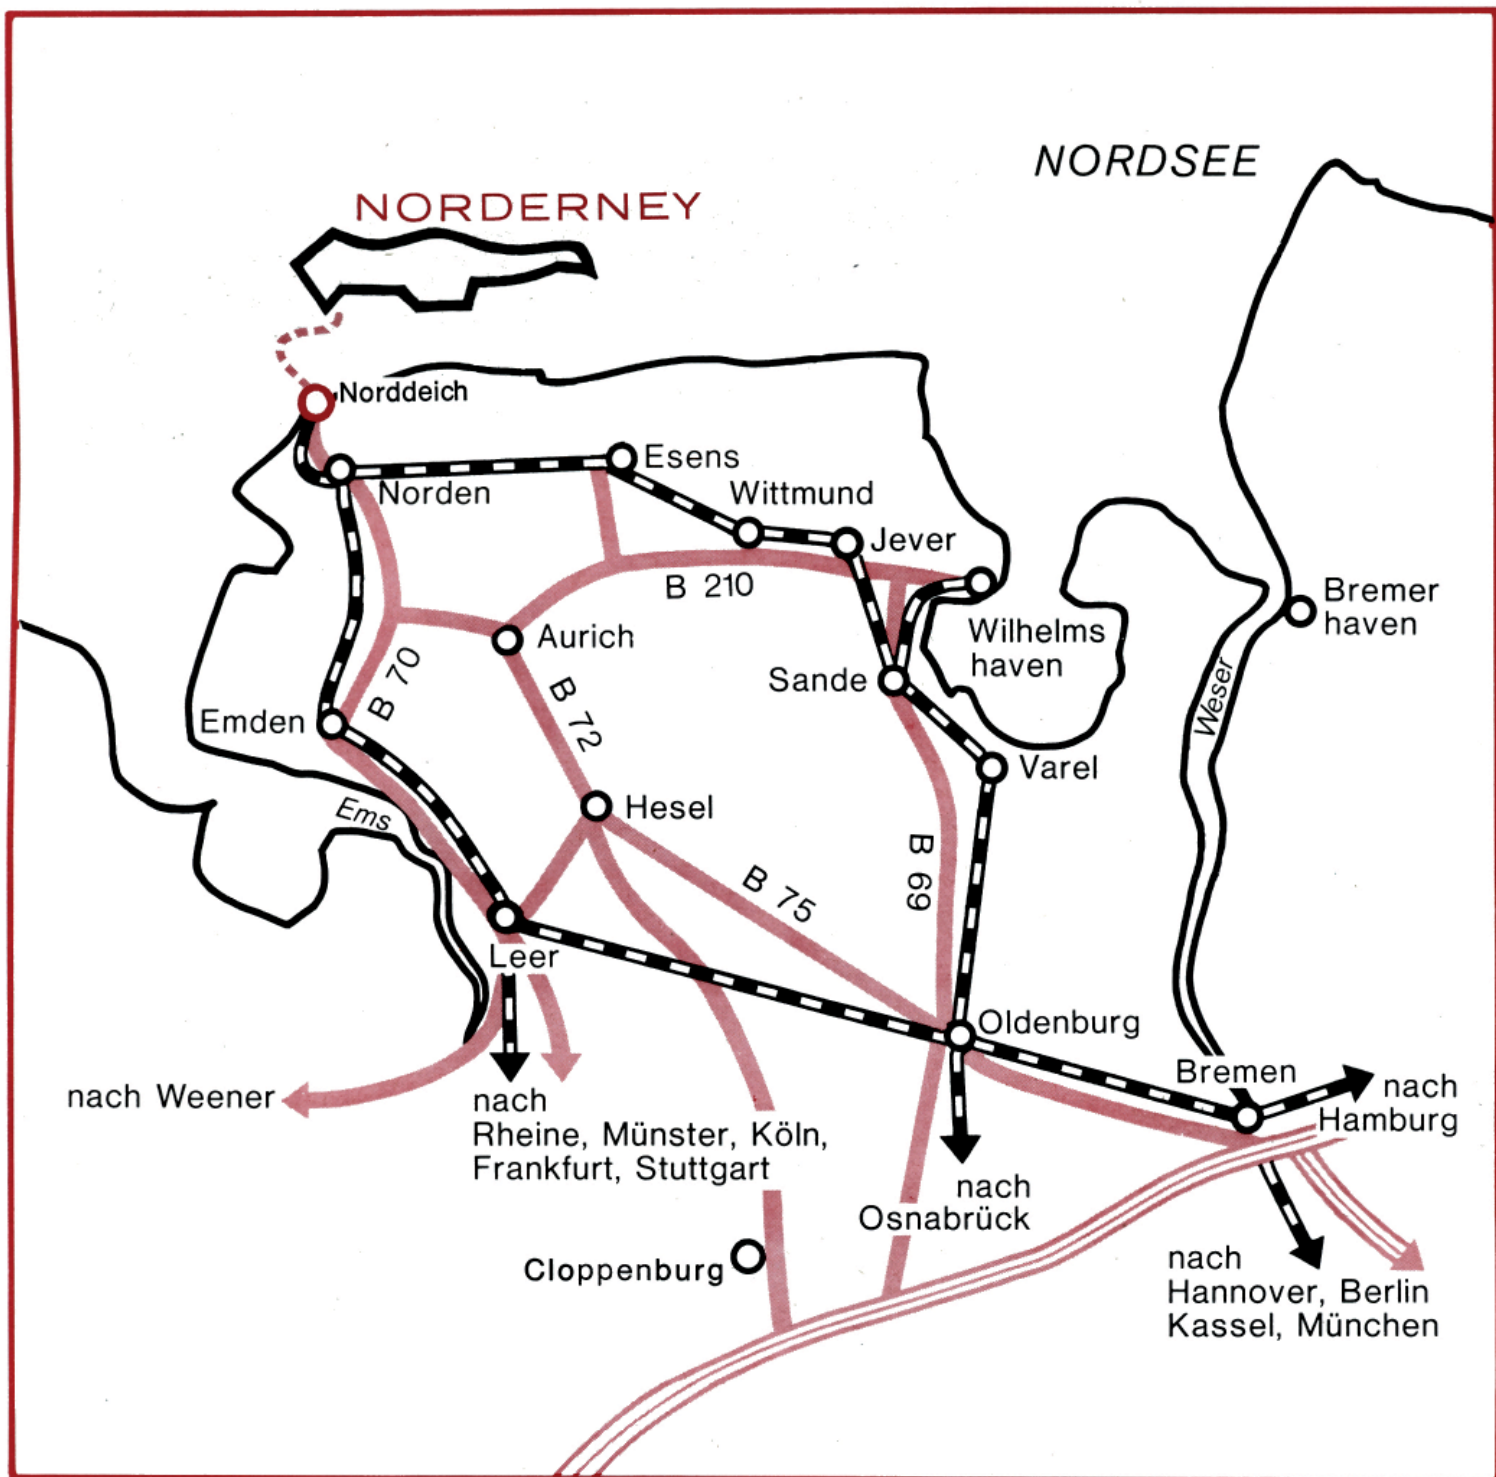 NORDSEE
NORDERNEY
Norddeich
Esens
Norden
Wittmund
Jever
B 210
Bremer
haven
Wilhelms
haven
Aurich
Sande
B 70
B 72
Weser
Emden
Varel
Hesel
Ems
B 69
B 75
Leer
Oldenburg
Bremen
nach
Hamburg
nach Weener
nach
Rheine, Münster, Köln,
Frankfurt, Stuttgart
nach
Osnabrück
Cloppenburg
nach
Hannover, Berlin
Kassel, München